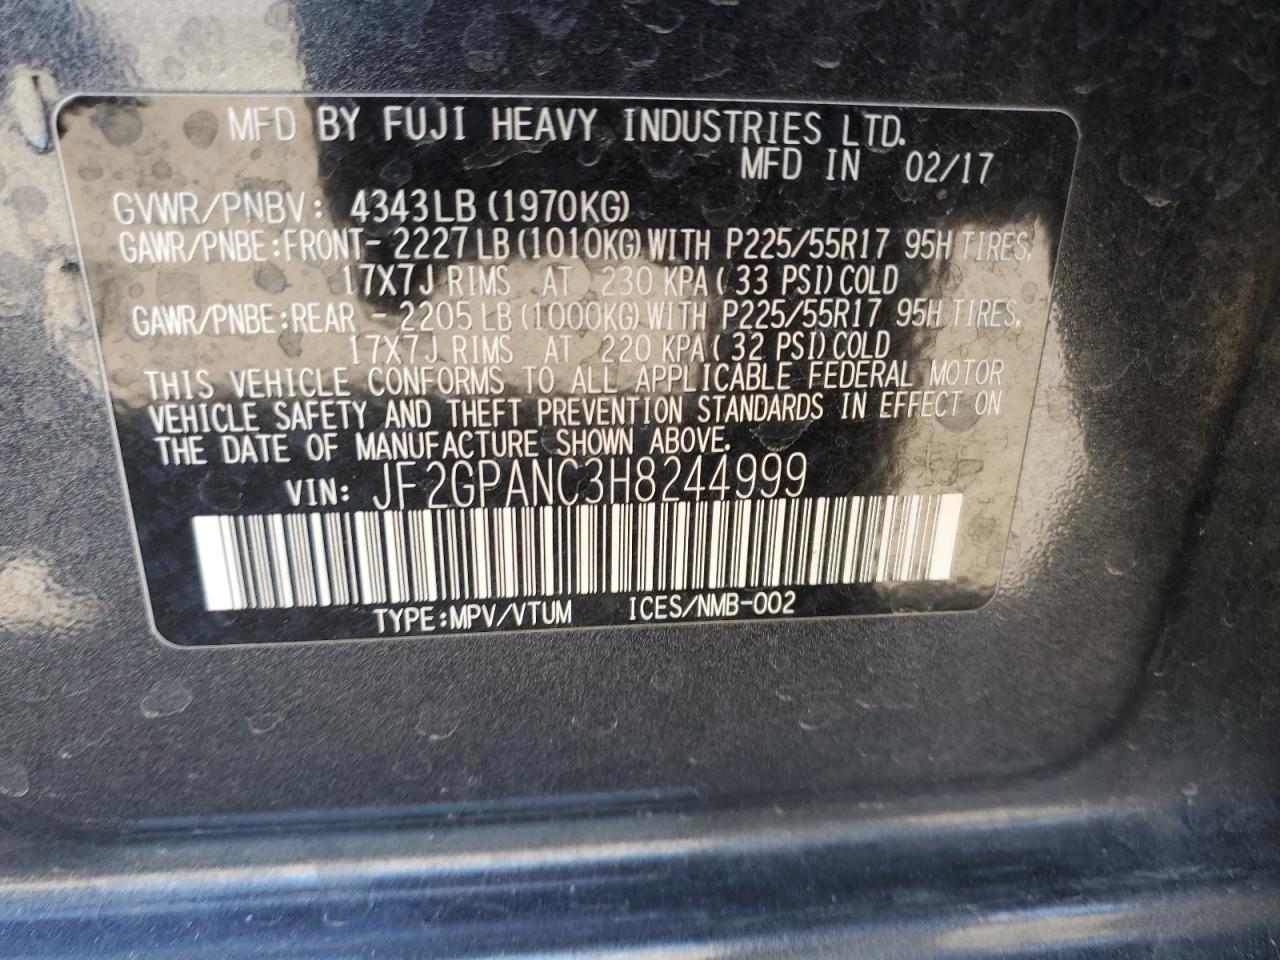 MFD BY FUJI HEAVY INDUSTRIES LTD.
MFD IN 02/17
GVWR/PNBV: 4343LB (1970KG)
GAWR/PNBE:FRONT- 2227LB(1010KG)WITH P225/55R17 95H TIRES,
17X7J RIMS AT 230 KPA( 33 PSI)COLD
GAWR/PNBE:REAR - 2205LB(1000KG)WITH P225/55R17 95H TIRES,
17X7J RIMS AT 220 KPA( 32 PSI)COLD
THIS VEHICLE CONFORMS TO ALL APPLICABLE FEDERAL MOTOR
VEHICLE SAFETY AND THEFT PREVENTION STANDARDS IN EFFECT ON
THE DATE OF MANUFACTURE SHOWN ABOVE.
VIN: JF2GPANC3H8244999
TYPE:MPV/VTUM ICES/NMB-002